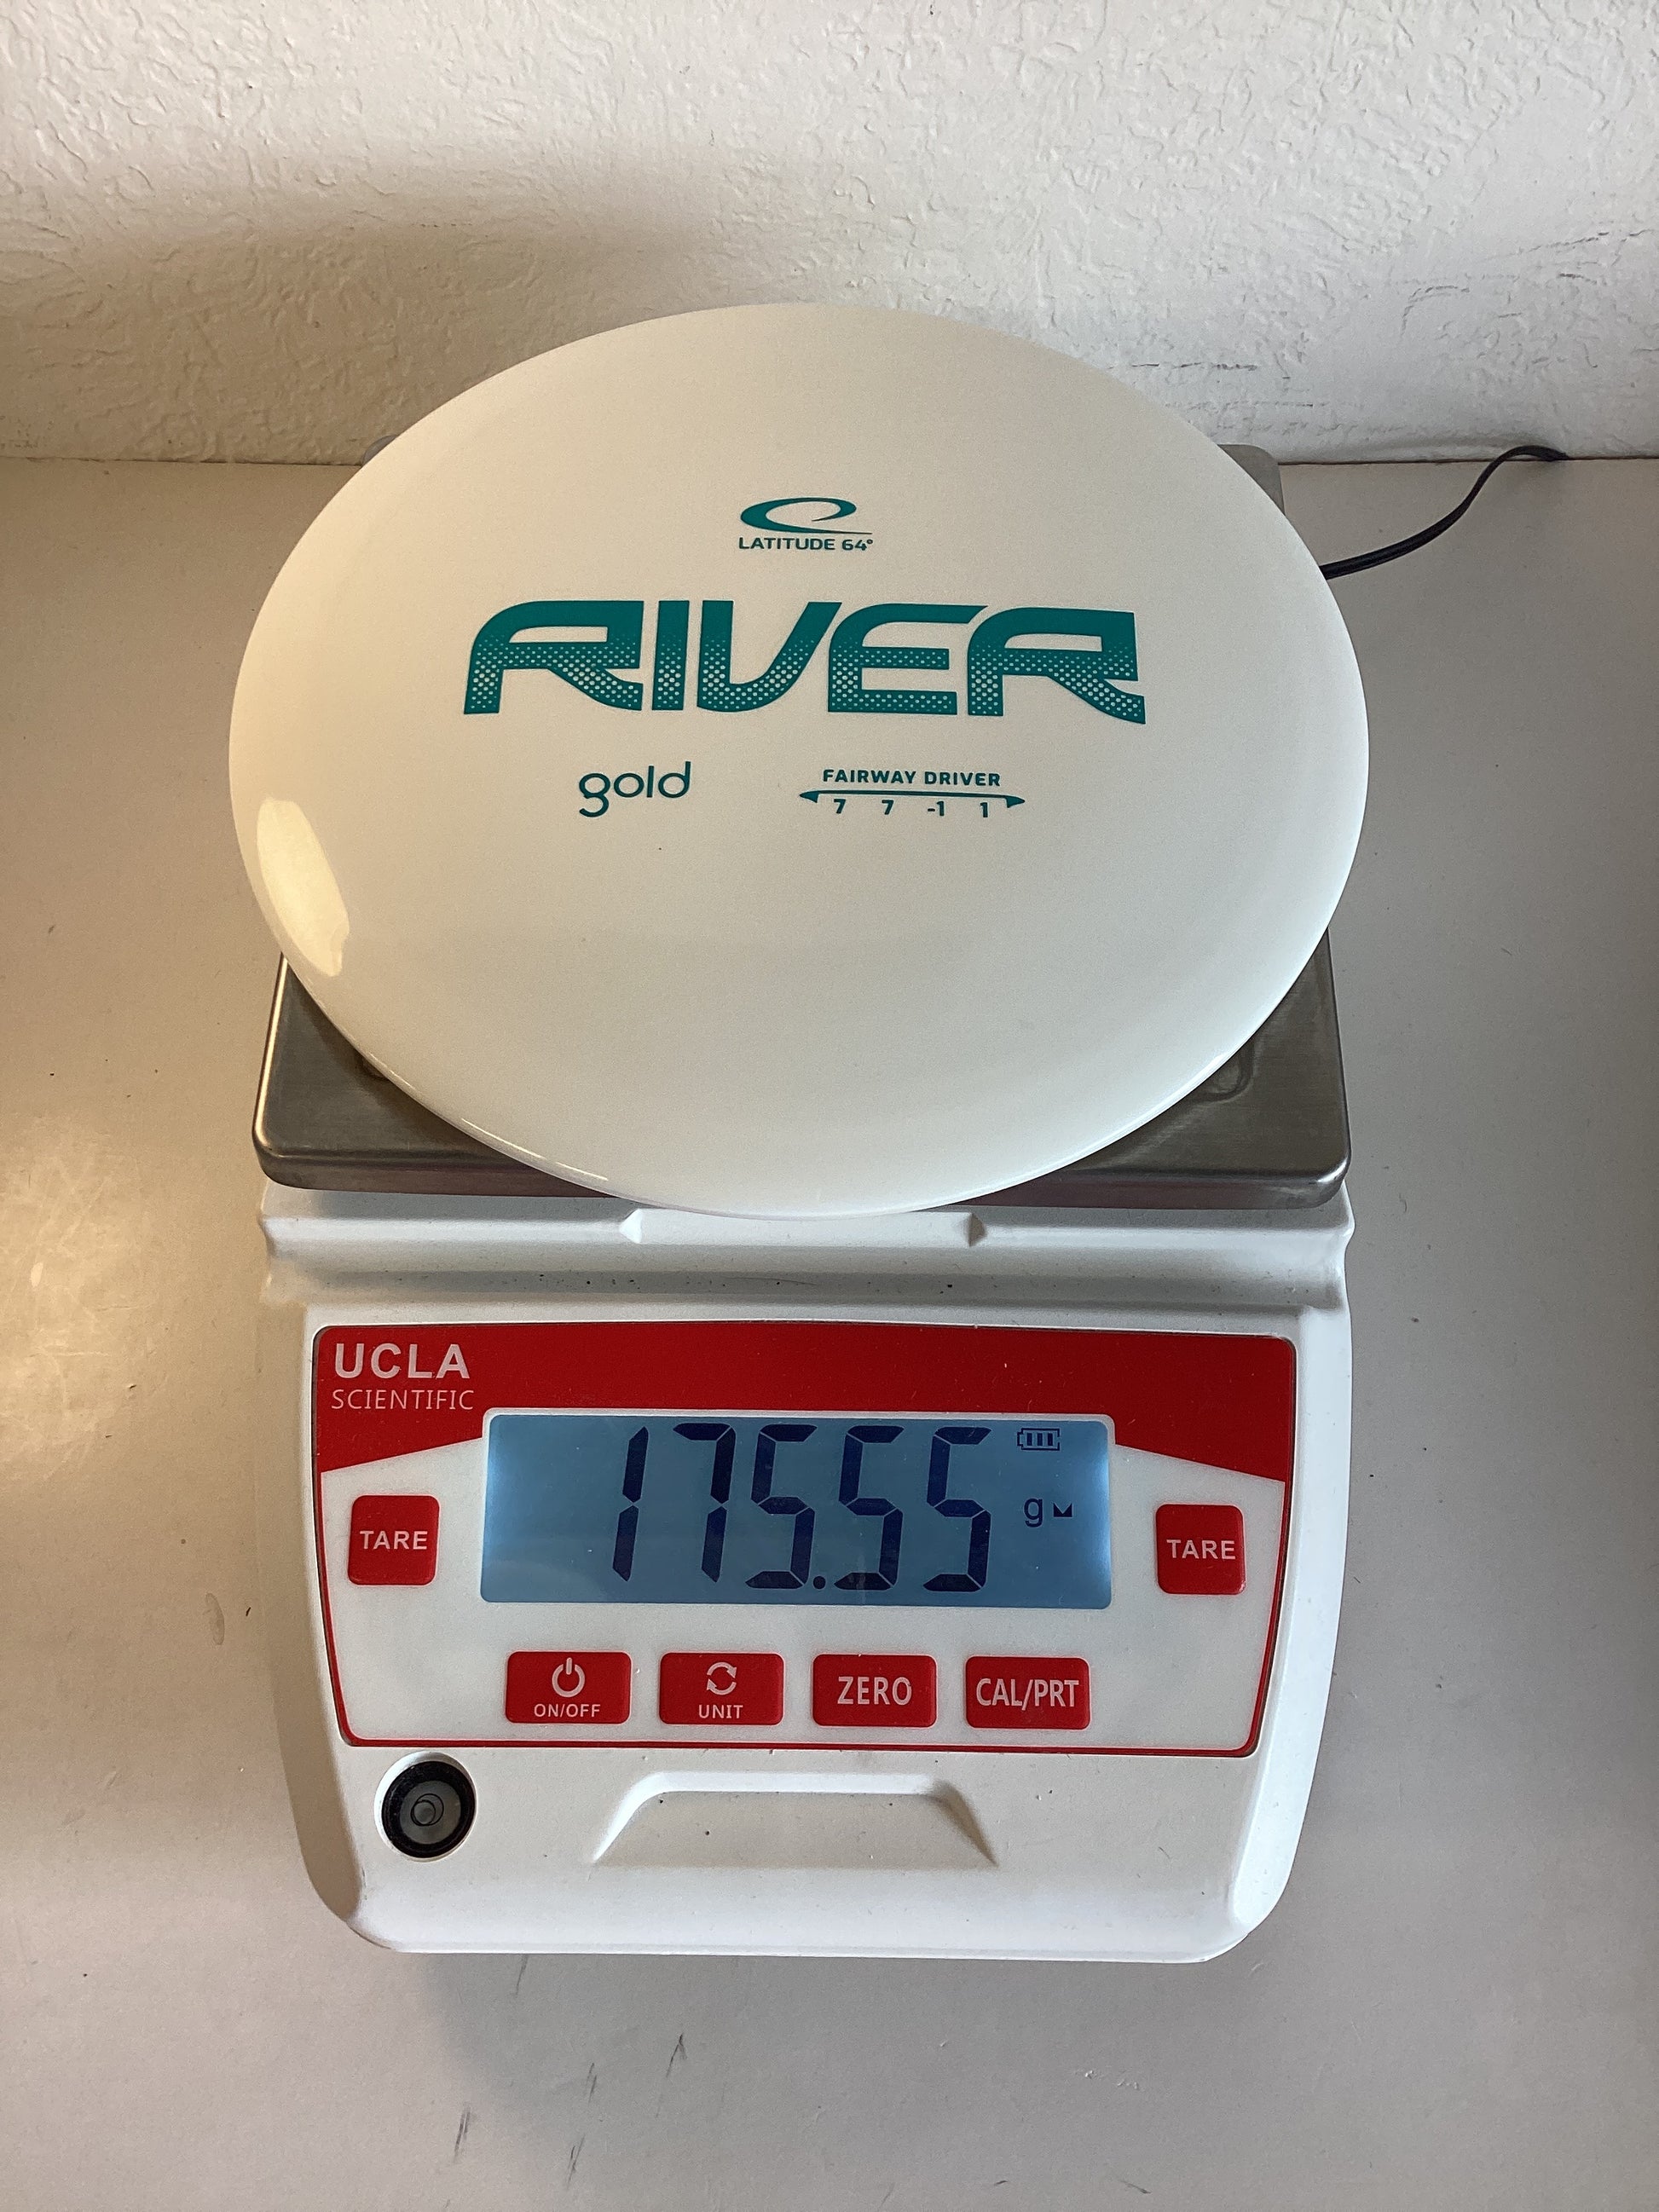 LATITUDE 64°
RIVER
gold
FAIRWAY DRIVER
7 7 -1 1
UCLA
SCIENTIFIC
175.55 g
TARE
TARE
ON/OFF
UNIT
ZERO
CAL/PRT